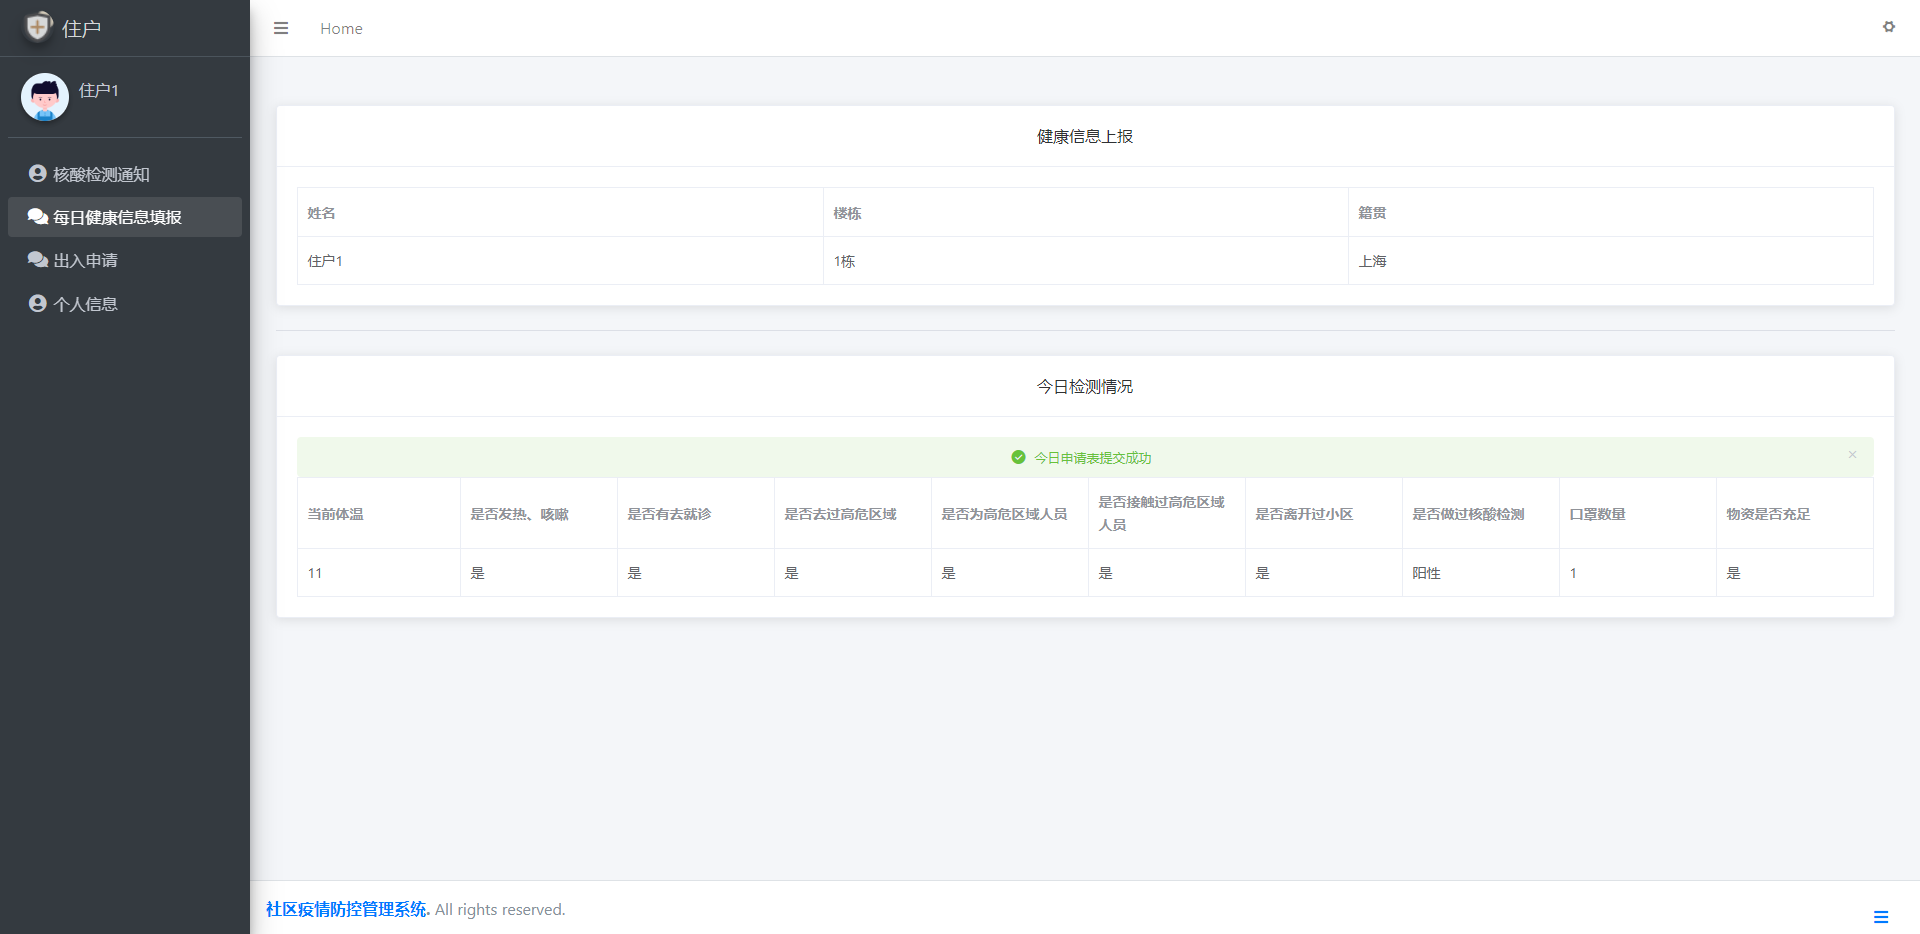 住户
住户1
核酸检测通知
每日健康信息填报
出入申请
个人信息
Home
健康信息上报
姓名 楼栋 籍贯
住户1 1栋 上海
今日检测情况
今日申请表提交成功
当前体温 是否发热、咳嗽 是否有去就诊 是否去过高危区域 是否为高危区域人员 是否接触过高危区域人员 是否离开过小区 是否做过核酸检测 口罩数量 物资是否充足
11 是 是 是 是 是 是 阳性 1 是
社区疫情防控管理系统. All rights reserved.